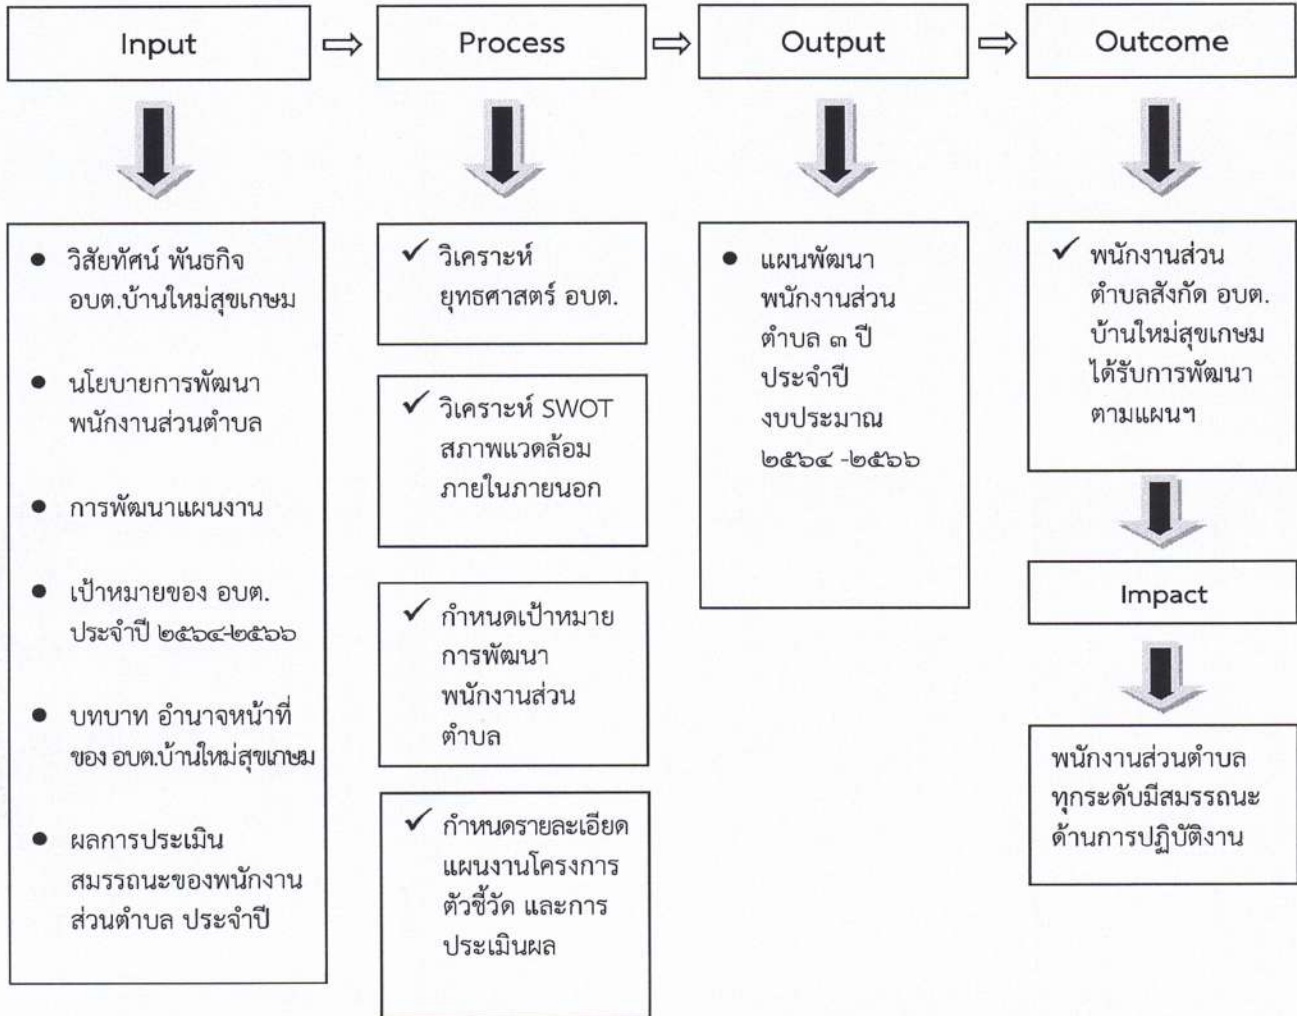 Input
Process
Output
Outcome
วิสัยทัศน์ พันธกิจ
อบต.บ้านใหม่สุขเกษม
นโยบายการพัฒนา
พนักงานส่วนตำบล
การพัฒนาแผนงาน
เป้าหมายของ อบต.
ประจำปี ๒๕๖๔-๒๕๖๖
บทบาท อำนาจหน้าที่
ของ อบต.บ้านใหม่สุขเกษม
ผลการประเมิน
สมรรถนะของพนักงาน
ส่วนตำบล ประจำปี
วิเคราะห์
ยุทธศาสตร์ อบต.
วิเคราะห์ SWOT
สภาพแวดล้อม
ภายในภายนอก
กำหนดเป้าหมาย
การพัฒนา
พนักงานส่วน
ตำบล
กำหนดรายละเอียด
แผนงานโครงการ
ตัวชี้วัด และการ
ประเมินผล
แผนพัฒนา
พนักงานส่วน
ตำบล ๓ ปี
ประจำปี
งบประมาณ
๒๕๖๔ -๒๕๖๖
พนักงานส่วน
ตำบลสังกัด อบต.
บ้านใหม่สุขเกษม
ได้รับการพัฒนา
ตามแผนฯ
Impact
พนักงานส่วนตำบล
ทุกระดับมีสมรรถนะ
ด้านการปฏิบัติงาน